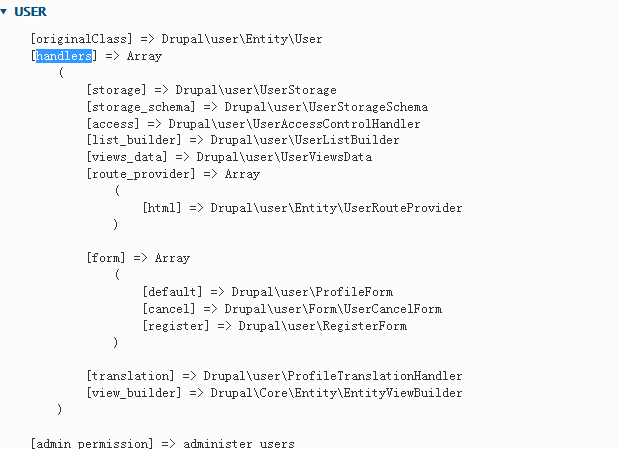 USER
[originalClass] => Drupal\user\Entity\User
[handlers] => Array
(
[storage] => Drupal\user\UserStorage
[storage_schema] => Drupal\user\UserStorageSchema
[access] => Drupal\user\UserAccessControlHandler
[list_builder] => Drupal\user\UserListBuilder
[views_data] => Drupal\user\UserViewsData
[route_provider] => Array
(
[html] => Drupal\user\Entity\UserRouteProvider
)
[form] => Array
(
[default] => Drupal\user\ProfileForm
[cancel] => Drupal\user\Form\UserCancelForm
[register] => Drupal\user\RegisterForm
)
[translation] => Drupal\user\ProfileTranslationHandler
[view_builder] => Drupal\Core\Entity\EntityViewBuilder
)
[admin_permission] => administer users